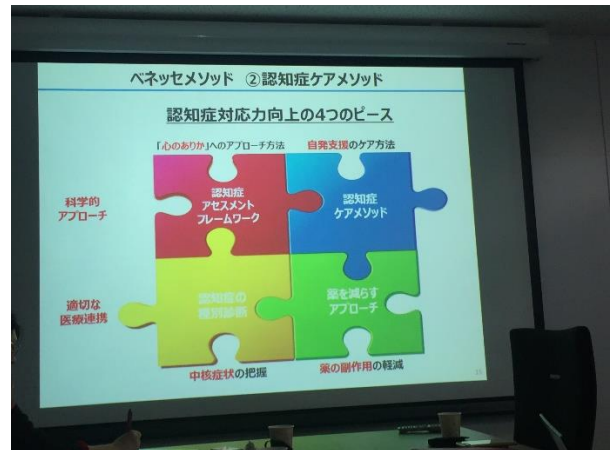 ベネッセメソッド ②認知症ケアメソッド
認知症対応力向上の4つのピース
「心のありか」へのアプローチ方法
自発支援のケア方法
科学的
アプローチ
認知症
アセスメント
フレームワーク
認知症
ケアメソッド
適切な
医療連携
認知症の
種別診断
薬を減らす
アプローチ
中核症状の把握
薬の副作用の軽減